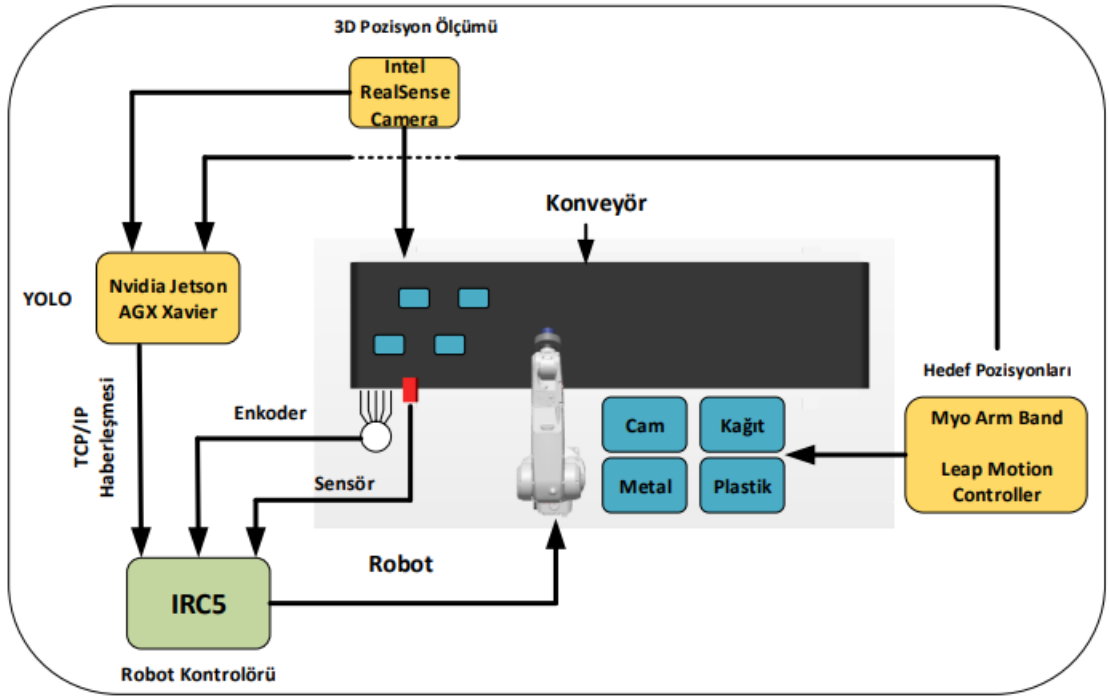 3D Pozisyon Ölçümü
Intel
RealSense
Camera
Konveyör
YOLO
Nvidia Jetson
AGX Xavier
TCP/IP
Haberleşmesi
Enkoder
Sensör
Cam
Kağıt
Metal
Plastik
Hedef Pozisyonları
Myo Arm Band
Leap Motion
Controller
Robot
IRC5
Robot Kontrolörü